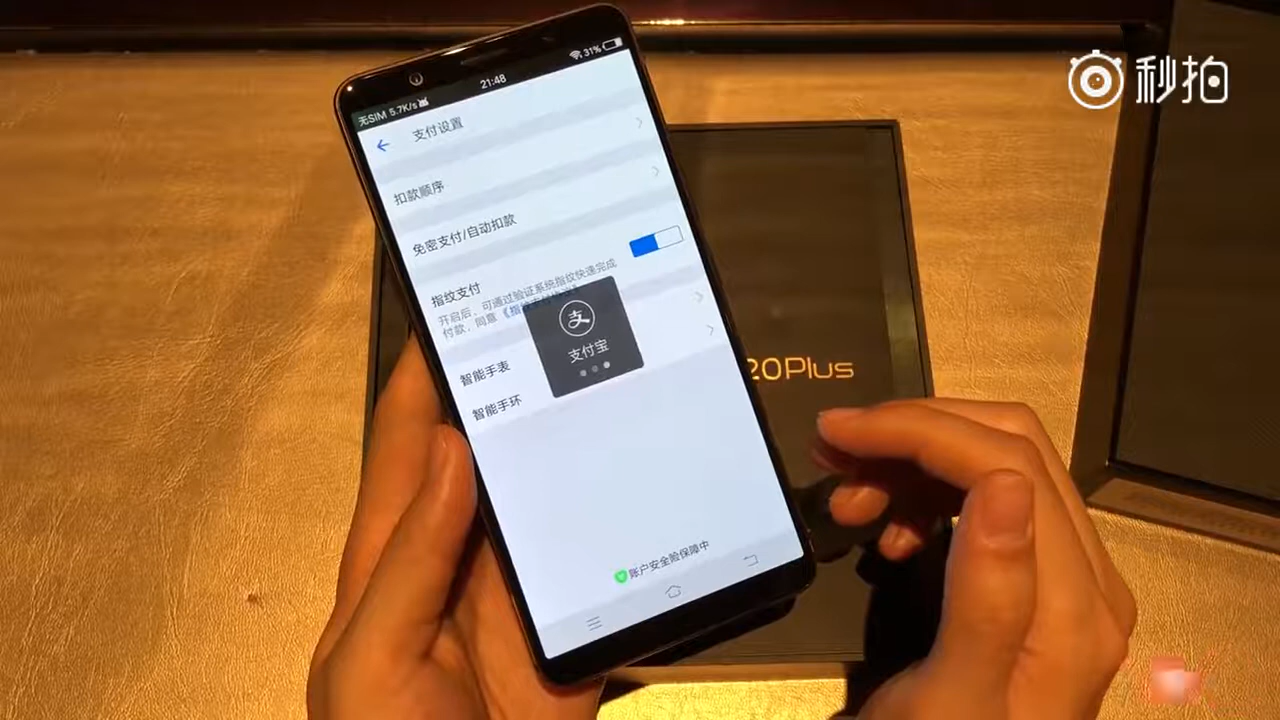 秒拍
无SIM 5.7K/s
21:48
31%
支付设置
扣款顺序
免密支付/自动扣款
指纹支付
开启后，可通过验证系统指纹快速完成
付款，同意《指纹
支
支付宝
智能手表
智能手环
账户安全险保障中
20Plus